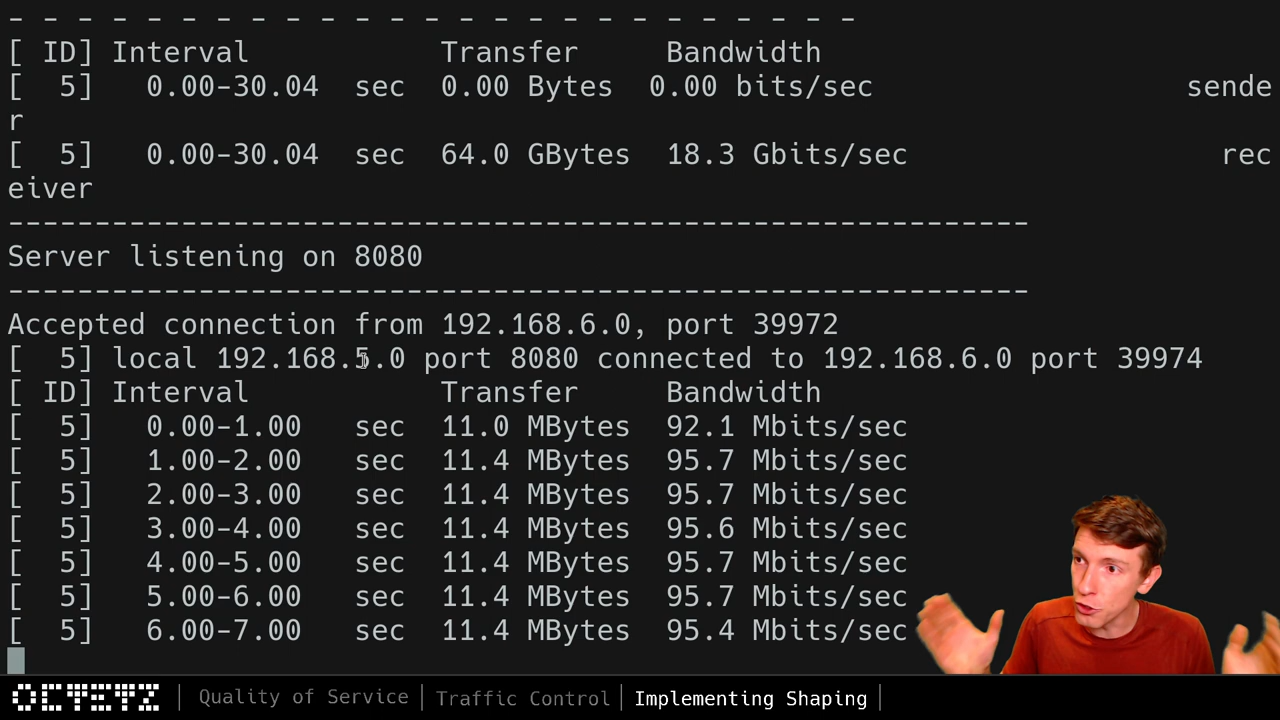 - - - - - - - - - - - - - - - - - - - - - - - - -
[ ID] Interval           Transfer     Bandwidth
[  5]   0.00-30.04  sec  0.00 Bytes  0.00 bits/sec                  sende
r
[  5]   0.00-30.04  sec  64.0 GBytes  18.3 Gbits/sec                  rec
eiver
-----------------------------------------------------------
Server listening on 8080
-----------------------------------------------------------
Accepted connection from 192.168.6.0, port 39972
[  5] local 192.168.5.0 port 8080 connected to 192.168.6.0 port 39974
[ ID] Interval           Transfer     Bandwidth
[  5]   0.00-1.00   sec  11.0 MBytes  92.1 Mbits/sec
[  5]   1.00-2.00   sec  11.4 MBytes  95.7 Mbits/sec
[  5]   2.00-3.00   sec  11.4 MBytes  95.7 Mbits/sec
[  5]   3.00-4.00   sec  11.4 MBytes  95.6 Mbits/sec
[  5]   4.00-5.00   sec  11.4 MBytes  95.7 Mbits/sec
[  5]   5.00-6.00   sec  11.4 MBytes  95.7 Mbits/sec
[  5]   6.00-7.00   sec  11.4 MBytes  95.4 Mbits/sec
OCTETZ | Quality of Service | Traffic Control | Implementing Shaping |